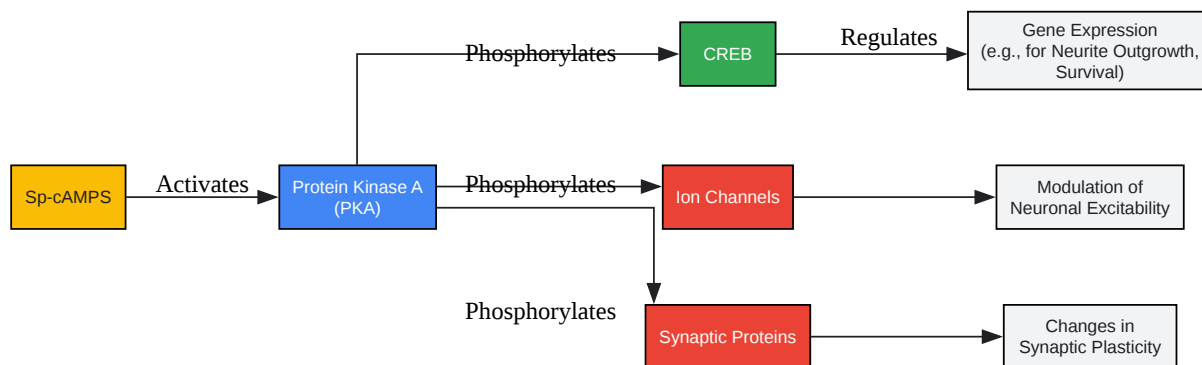 Phosphorylates
CREB
Regulates
Gene Expression
(e.g., for Neurite Outgrowth,
Survival)
Sp-cAMPS
Activates
Protein Kinase A
(PKA)
Phosphorylates
Ion Channels
Modulation of
Neuronal Excitability
Phosphorylates
Synaptic Proteins
Changes in
Synaptic Plasticity